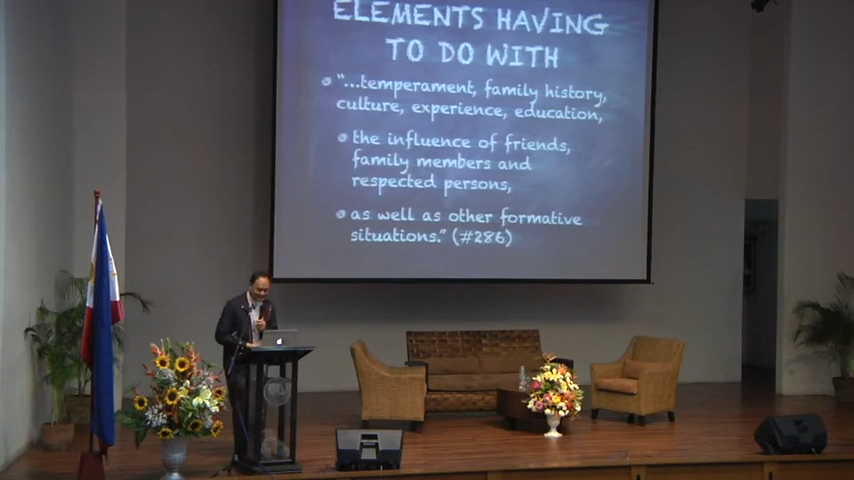 ELEMENTS HAVING
TO DO WITH
"...temperament, family history,
culture, experience, education,
the influence of friends,
family members and
respected persons,
as well as other formative
situations." (#286)